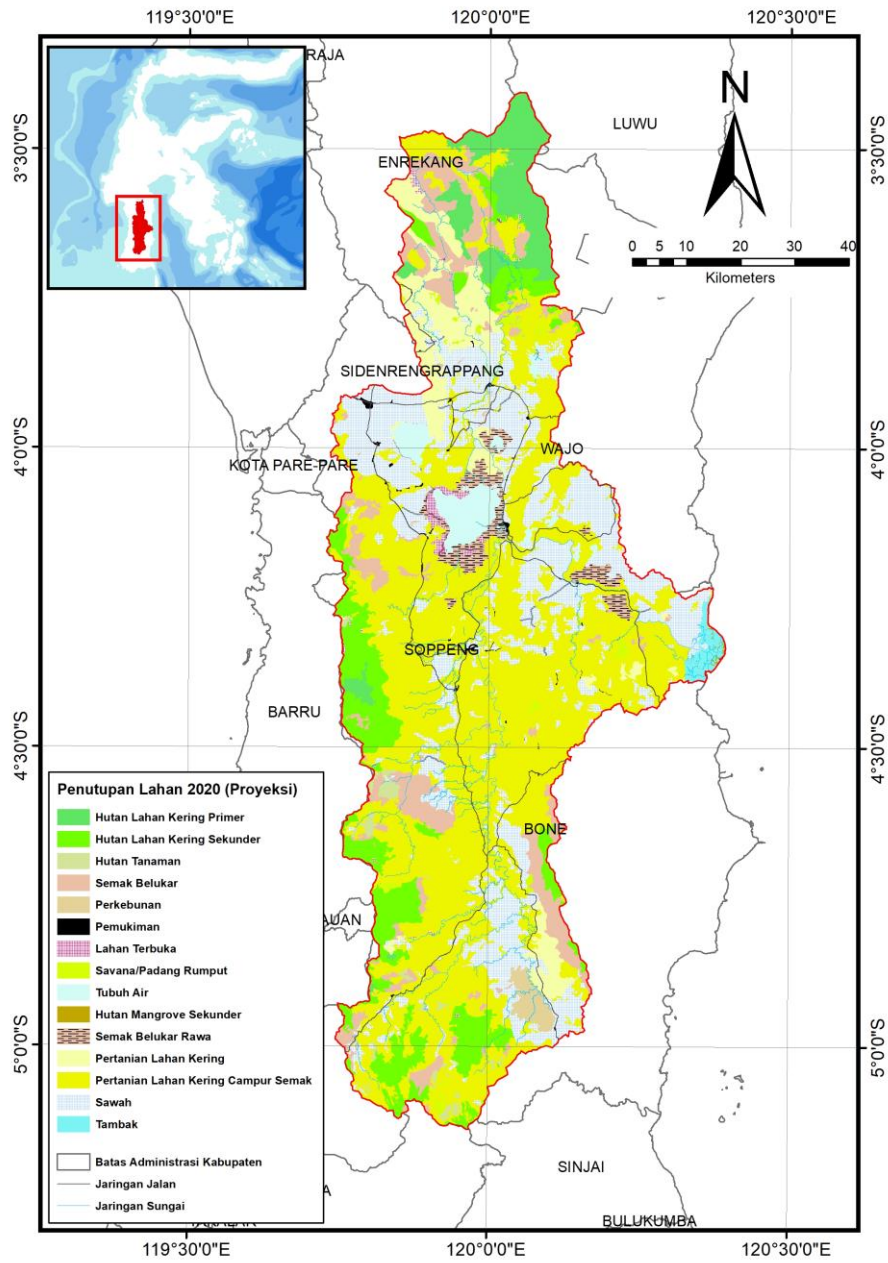 119°30'0"E
120°0'0"E
120°30'0"E
RAJA
LUWU
N
3°30'0"S
3°30'0"S
ENREKANG
0 5 10 20 30 40
Kilometers
SIDENRENGRAPPANG
4°0'0"S
4°0'0"S
WAJO
KOTA PARE-PARE
SOPPENG
BARRU
4°30'0"S
4°30'0"S
BONE
AUAN
Penutupan Lahan 2020 (Proyeksi)
Hutan Lahan Kering Primer
Hutan Lahan Kering Sekunder
Hutan Tanaman
Semak Belukar
Perkebunan
Pemukiman
Lahan Terbuka
Savana/Padang Rumput
Tubuh Air
Hutan Mangrove Sekunder
Semak Belukar Rawa
Pertanian Lahan Kering
Pertanian Lahan Kering Campur Semak
Sawah
Tambak
Batas Administrasi Kabupaten
Jaringan Jalan
Jaringan Sungai
5°0'0"S
5°0'0"S
SINJAI
A
BULUKUMBA
119°30'0"E
120°0'0"E
120°30'0"E